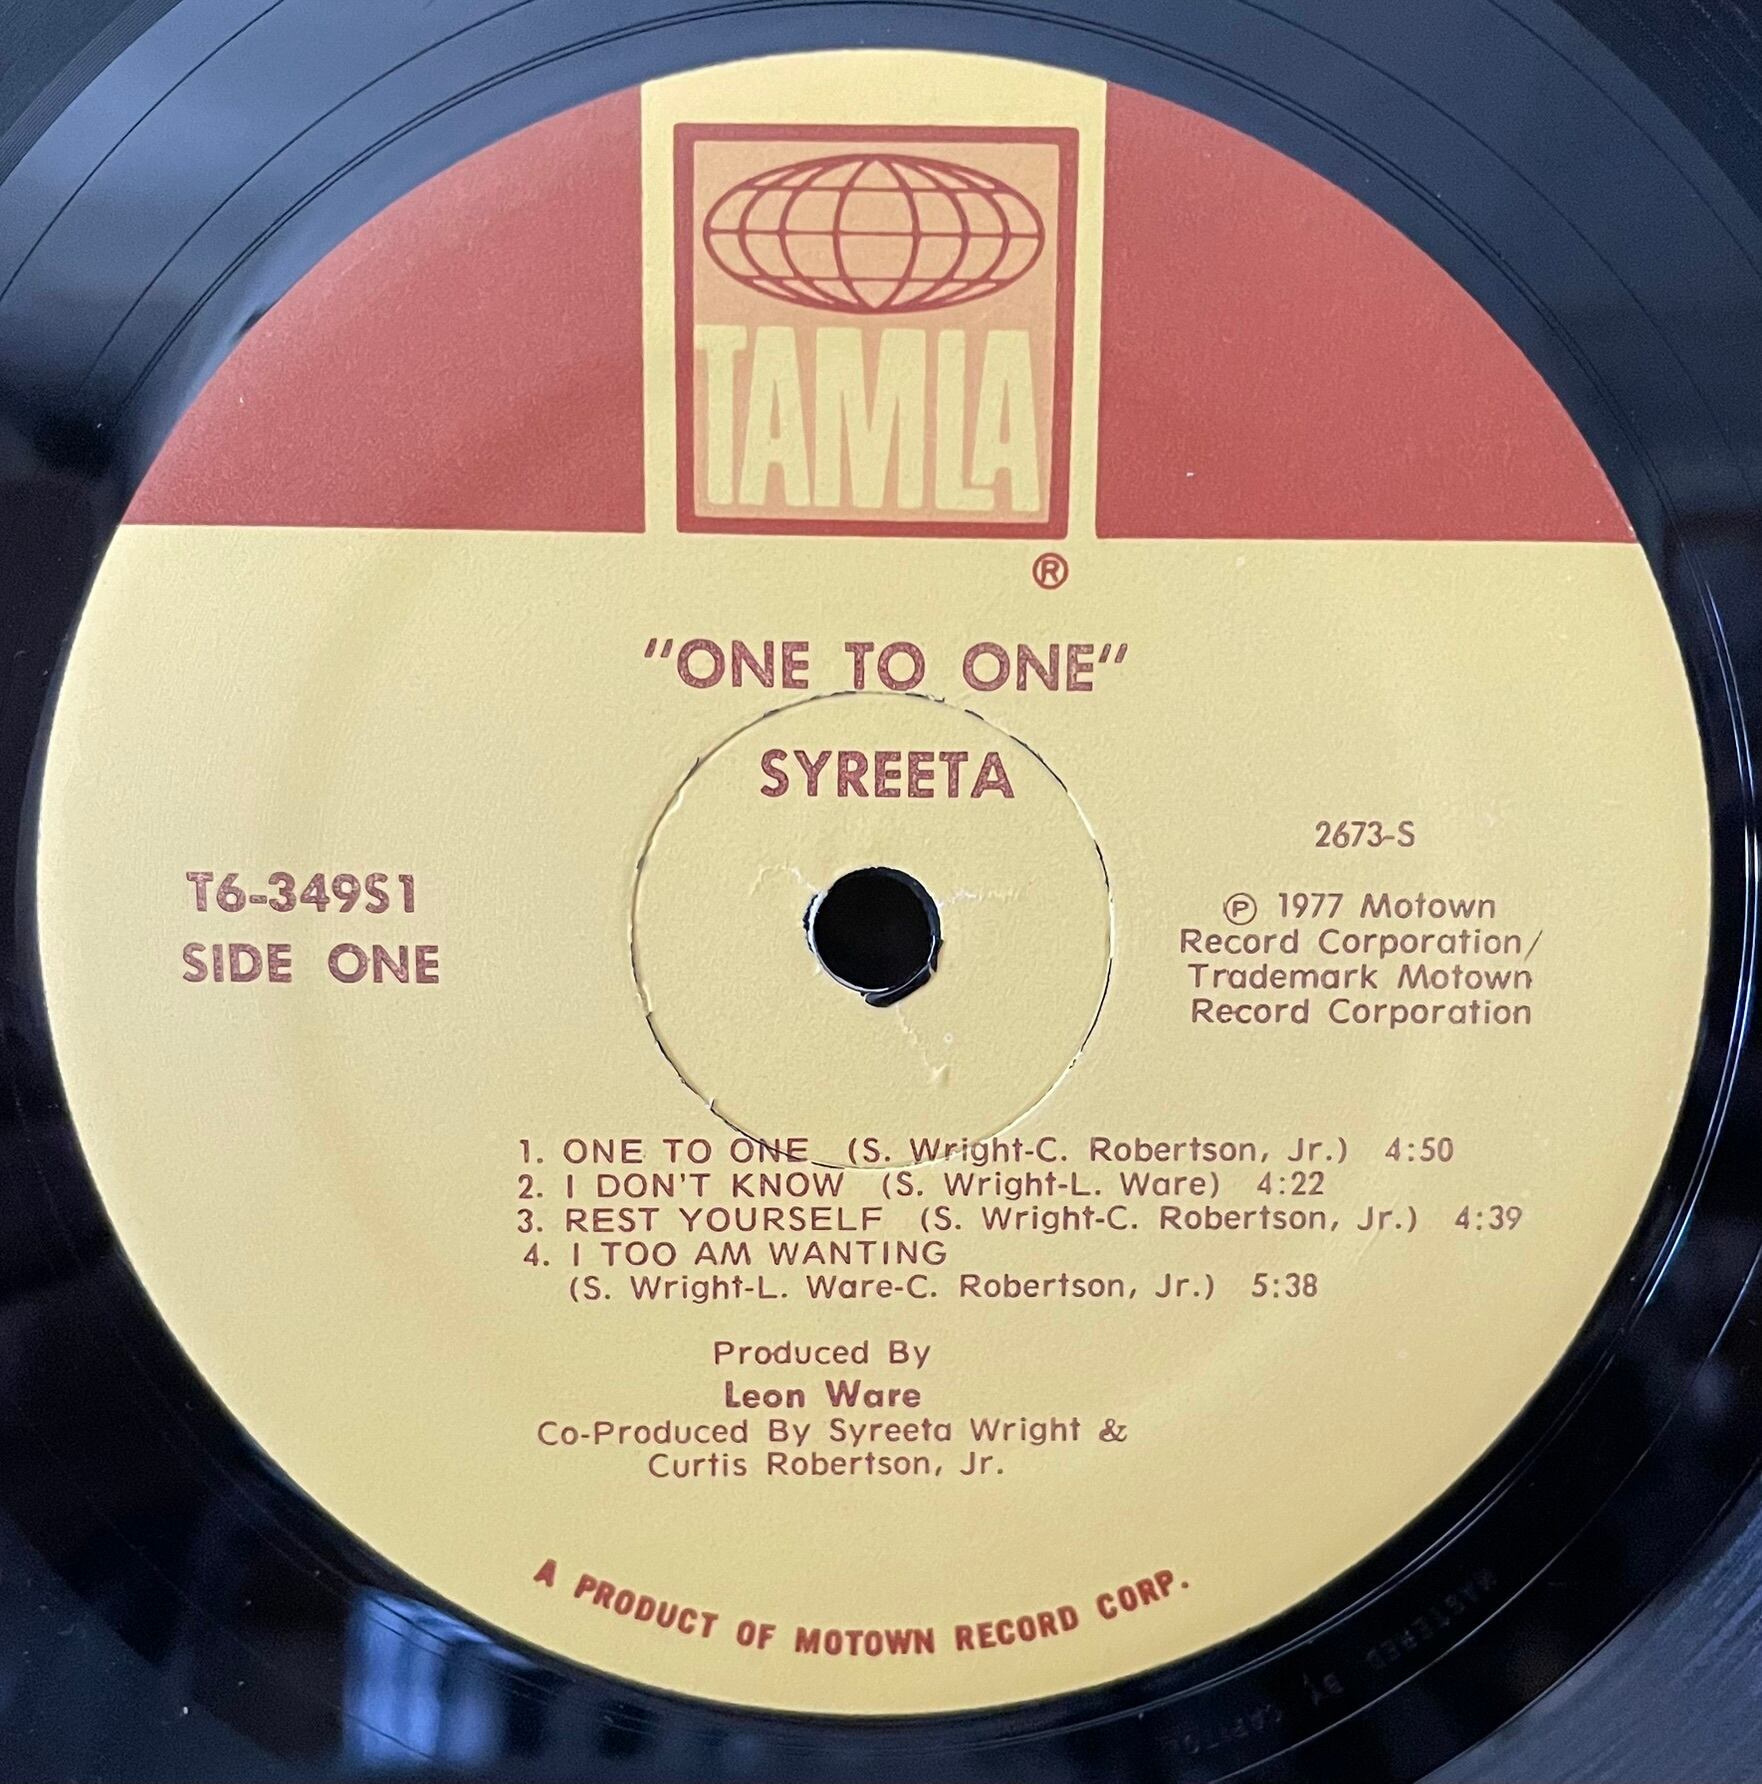 TAMLA
®
"ONE TO ONE"
SYREETA
T6-349S1
SIDE ONE
2673-S
℗ 1977 Motown
Record Corporation/
Trademark Motown
Record Corporation
1. ONE TO ONE (S. Wright-C. Robertson, Jr.) 4:50
2. I DON'T KNOW (S. Wright-L. Ware) 4:22
3. REST YOURSELF (S. Wright-C. Robertson, Jr.) 4:39
4. I TOO AM WANTING
(S. Wright-L. Ware-C. Robertson, Jr.) 5:38
Produced By
Leon Ware
Co-Produced By Syreeta Wright &
Curtis Robertson, Jr.
A PRODUCT OF MOTOWN RECORD CORP.
MASTERED BY CAPITOL